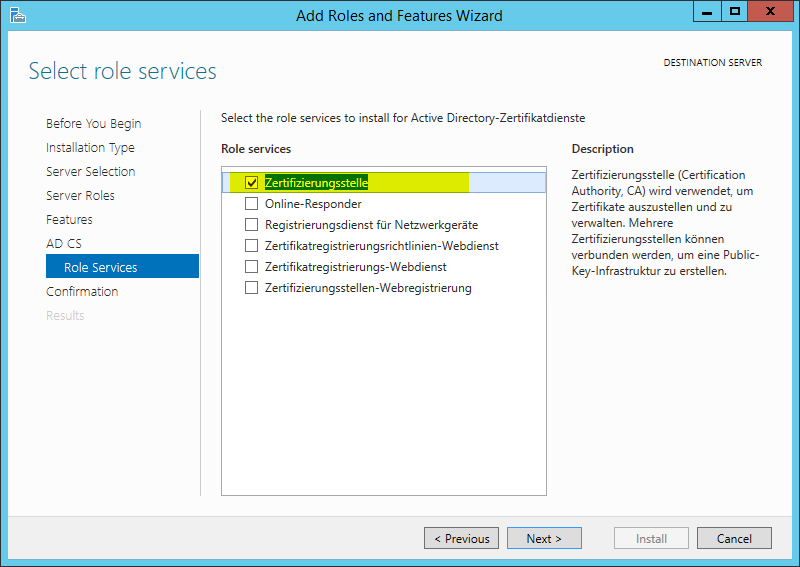 Add Roles and Features Wizard
Select role services
DESTINATION SERVER
Before You Begin
Installation Type
Server Selection
Server Roles
Features
AD CS
Role Services
Confirmation
Results
Select the role services to install for Active Directory-Zertifikatdienste
Role services
Zertifizierungsstelle
Online-Responder
Registrierungsdienst für Netzwerkgeräte
Zertifikatregistrierungsrichtlinien-Webdienst
Zertifikatregistrierungs-Webdienst
Zertifizierungsstellen-Webregistrierung
Description
Zertifizierungsstelle (Certification
Authority, CA) wird verwendet, um
Zertifikate auszustellen und zu
verwalten. Mehrere
Zertifizierungsstellen können
verbunden werden, um eine Public-
Key-Infrastruktur zu erstellen.
< Previous
Next >
Install
Cancel